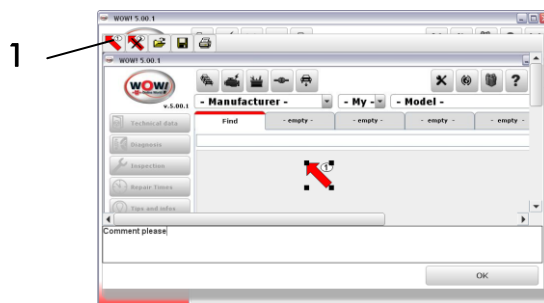 WOW! 5.00.1
1
WOW! 5.00.1
WOW!
v.5.00.1
- Manufacturer -
- My -
- Model -
?
Technical data
Find
- empty -
- empty -
- empty -
- empty -
Diagnosis
Inspection
1
Repair Times
Tips and infos
Comment please
OK